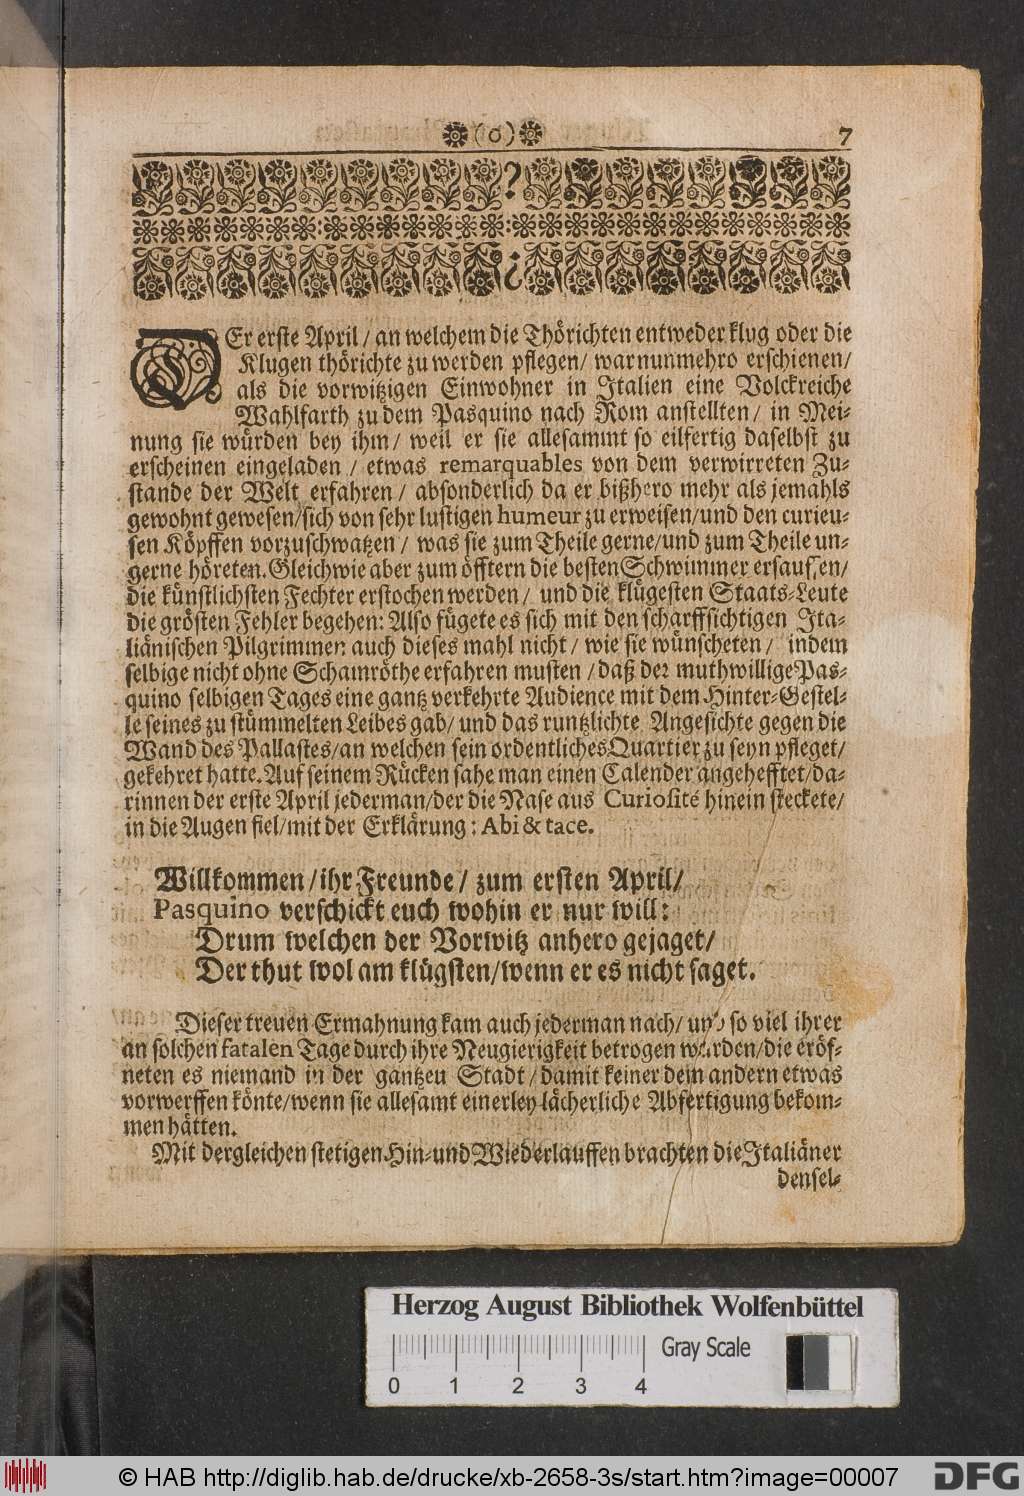 (o) 7
DEr erste April / an welchem die Thörichten entweder klug oder die
Klugen thörichte zu werden pflegen / war nunmehro erschienen /
als die vorwitzigen Einwohner in Italien eine Volckreiche
Wahlfarth zu dem Pasquino nach Rom anstellten / in Mei-
nung sie würden bey ihm / weil er sie allesammt so eilfertig daselbst zu
erscheinen eingeladen / etwas remarquables von dem verwirreten Zu-
stande der Welt erfahren / absonderlich da er bißhero mehr als jemahls
gewohnt gewesen / sich von sehr lustigen humeur zu erweisen / und den curieu-
sen Köpffen vorzuschwatzen / was sie zum Theile gerne / und zum Theile un-
gerne höreten. Gleichwie aber zum öfftern die besten Schwimmer ersauffen /
die künstlichsten Fechter erstochen werden / und die klügesten Staats-Leute
die grösten Fehler begehen: Also fügete es sich mit den scharffsichtigen Ita-
liänischen Pilgrimmen auch dieses mahl nicht / wie sie wünscheten / indem
selbige nicht ohne Schamröthe erfahren musten / daß der muthwillige Pas-
quino selbigen Tages eine gantz verkehrte Audience mit dem Hinter-Gestel-
le seines zu stümmelten Leibes gab / und das runtzlichte Angesichte gegen die
Wand des Pallastes / an welchen sein ordentliches Quartier zu seyn pfleget /
gekehret hatte. Auf seinem Rücken sahe man einen Calender angehefftet / da-
rinnen der erste April jederman / der die Nase aus Curiosité hinein steckete /
in die Augen fiel / mit der Erklärung: Abi & tace.
Willkommen / ihr Freunde / zum ersten April /
Pasquino verschickt euch wohin er nur will:
Drum welchen der Vorwitz anhero gejaget /
Der thut wol am klügsten / wenn er es nicht saget.
Dieser treuen Ermahnung kam auch jederman nach / und so viel ihrer
an solchen fatalen Tage durch ihre Neugierigkeit betrogen wurden / die eröf-
neten es niemand in der gantzeu Stadt / damit keiner dem andern etwas
vorwerffen könte / wenn sie allesamt einerley lächerliche Abfertigung bekom-
men hätten.
Mit dergleichen stetigen Hin- und Wiederlauffen brachten die Italiäner
densel-
Herzog August Bibliothek Wolfenbüttel
Gray Scale
0 1 2 3 4
© HAB http://diglib.hab.de/drucke/xb-2658-3s/start.htm?image=00007
DFG